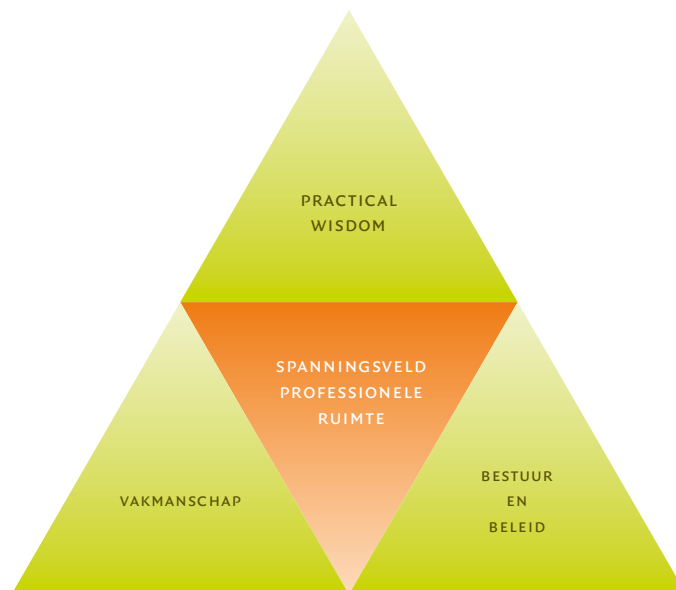 PRACTICAL
WISDOM
SPANNINGSVELD
PROFESSIONELE
RUIMTE
VAKMANSCHAP
BESTUUR
EN
BELEID